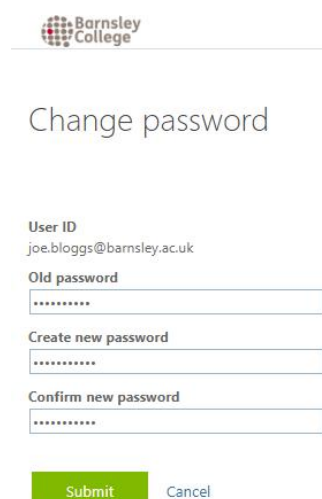 Barnsley
College
Change password
User ID
joe.bloggs@barnsley.ac.uk
Old password
••••••••••
Create new password
•••••••••••
Confirm new password
•••••••••••
Submit Cancel